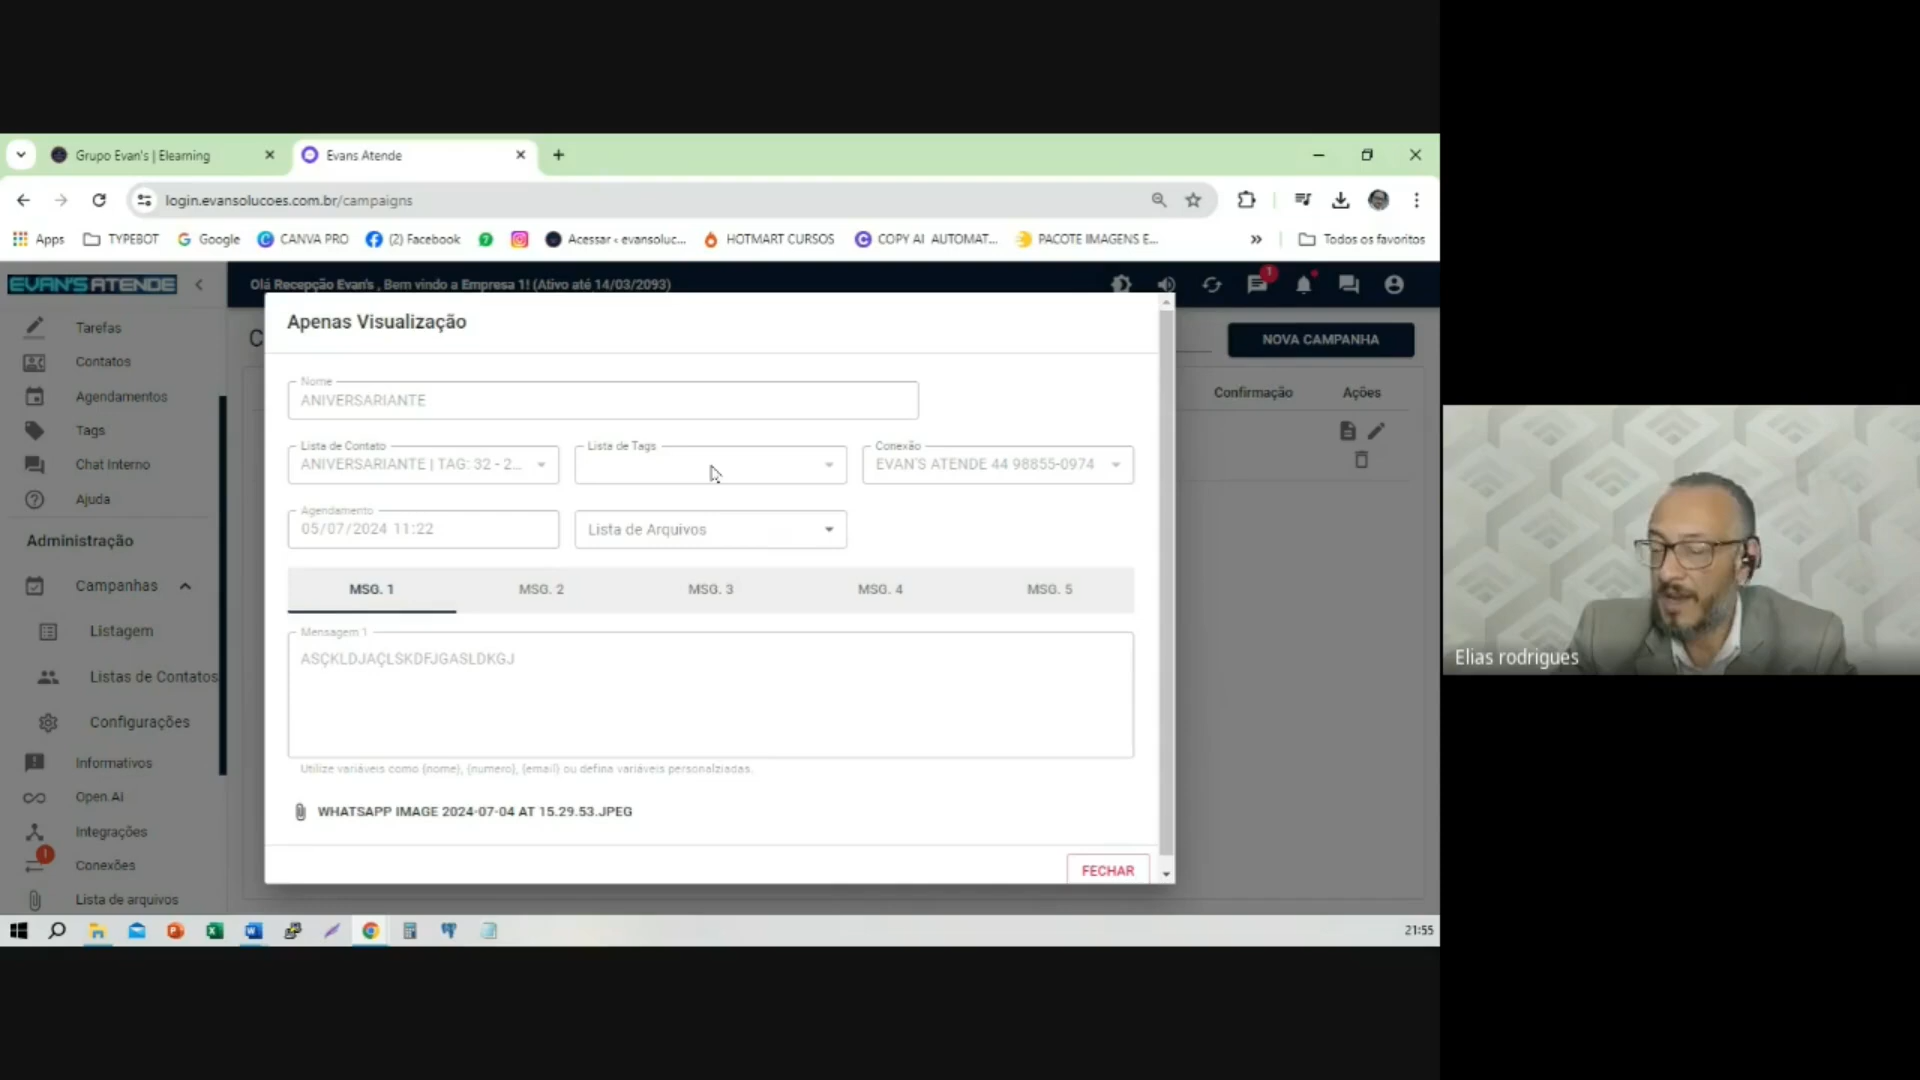 Grupo Evan's | Elearning
Evans Atende
login.evansolucoes.com.br/campaigns
Apps
TYPEBOT
Google
CANVA PRO
(2) Facebook
Acessar ‹ evansoluc...
HOTMART CURSOS
COPY AI AUTOMAT...
PACOTE IMAGENS E...
Todos os favoritos
EVAN'S ATENDE
Olá Recepção Evan's , Bem vindo a Empresa 1! (Ativo até 14/03/2093)
1
Tarefas
Contatos
Agendamentos
Tags
Chat Interno
Ajuda
Administração
Campanhas
Listagem
Listas de Contatos
Configurações
Informativos
Open.Ai
Integrações
1
Conexões
Lista de arquivos
C
NOVA CAMPANHA
Confirmação
Ações
Apenas Visualização
Nome
ANIVERSARIANTE
Lista de Contato
ANIVERSARIANTE | TAG: 32 - 2...
Lista de Tags
Conexão
EVAN'S ATENDE 44 98855-0974
Agendamento
05/07/2024 11:22
Lista de Arquivos
MSG. 1
MSG. 2
MSG. 3
MSG. 4
MSG. 5
Mensagem 1
ASÇKLDJAÇLSKDFJGASLDKGJ
Utilize variáveis como {nome}, {numero}, {email} ou defina variáveis personalziadas.
WHATSAPP IMAGE 2024-07-04 AT 15.29.53.JPEG
FECHAR
21:55
Elias rodrigues